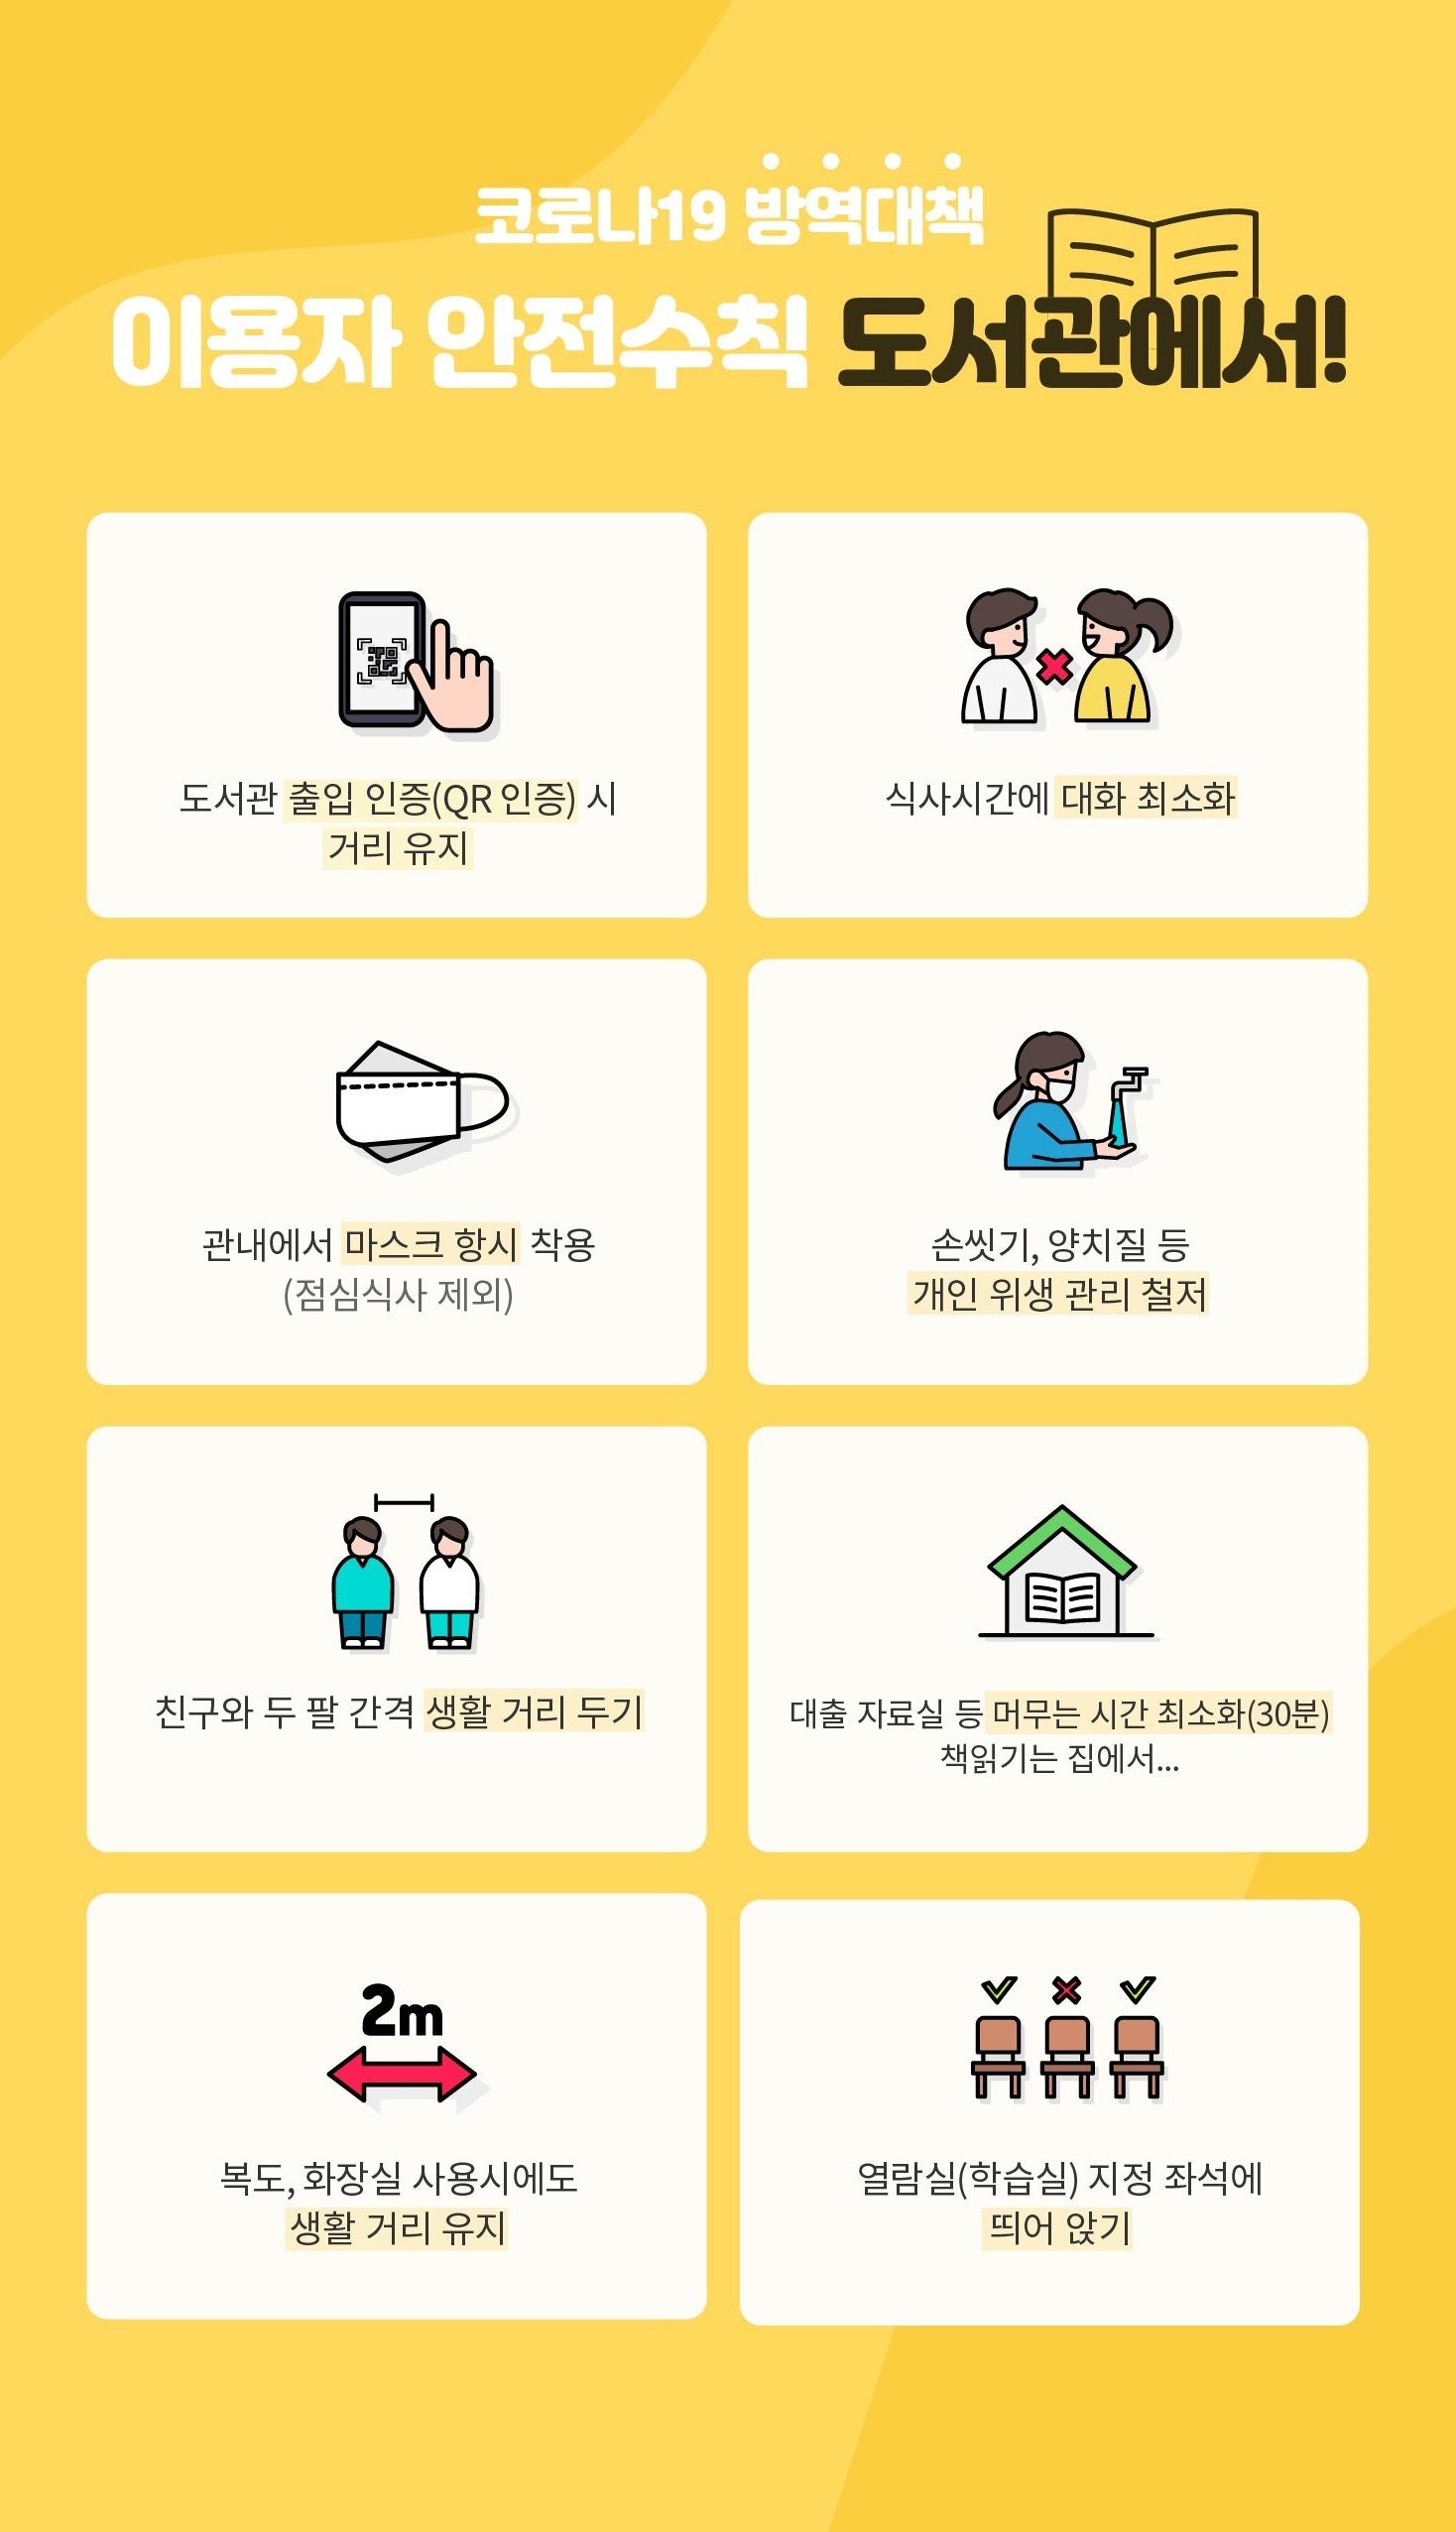 코로나19 방역대책
이용자 안전수칙 도서관에서!
도서관 출입 인증(QR 인증) 시
거리 유지
식사시간에 대화 최소화
관내에서 마스크 항시 착용
(점심식사 제외)
손씻기, 양치질 등
개인 위생 관리 철저
친구와 두 팔 간격 생활 거리 두기
대출 자료실 등 머무는 시간 최소화(30분)
책읽기는 집에서...
2m
복도, 화장실 사용시에도
생활 거리 유지
열람실(학습실) 지정 좌석에
띄어 앉기